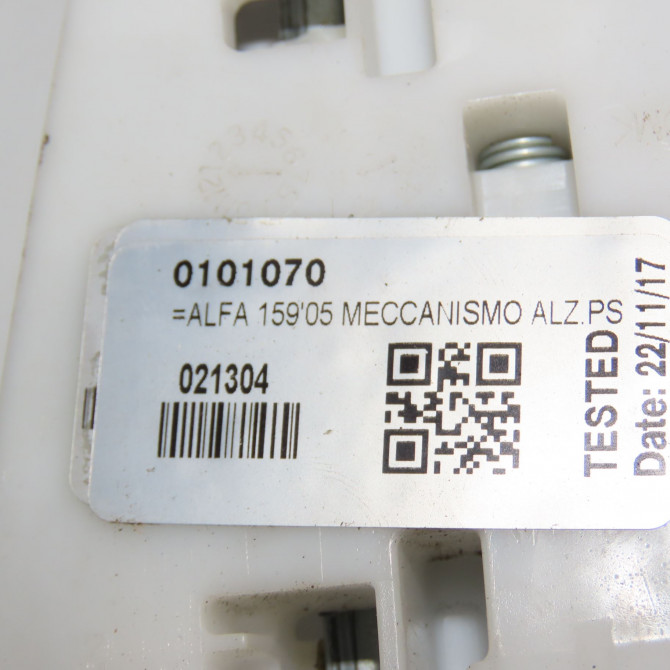 0101070
=ALFA 159'05 MECCANISMO ALZ.PS
021304
TESTED
Date: 22/11/17